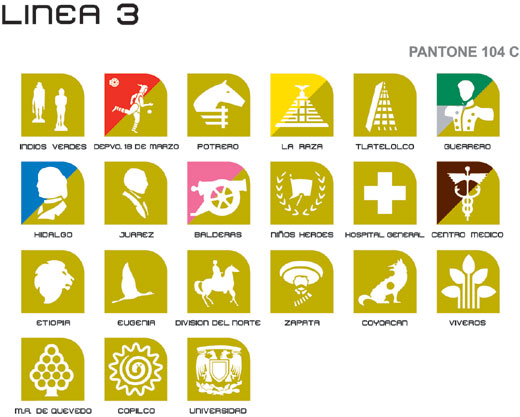 LINEA 3
PANTONE 104 C
INDIOS VERDES DEPVO. 18 DE MARZO POTRERO LA RAZA TLATELOLCO GUERRERO
HIDALGO JUAREZ BALDERAS NIÑOS HEROES HOSPITAL GENERAL CENTRO MEDICO
ETIOPIA EUGENIA DIVISION DEL NORTE ZAPATA COYOACAN VIVEROS
M.A. DE QUEVEDO COPILCO UNIVERSIDAD